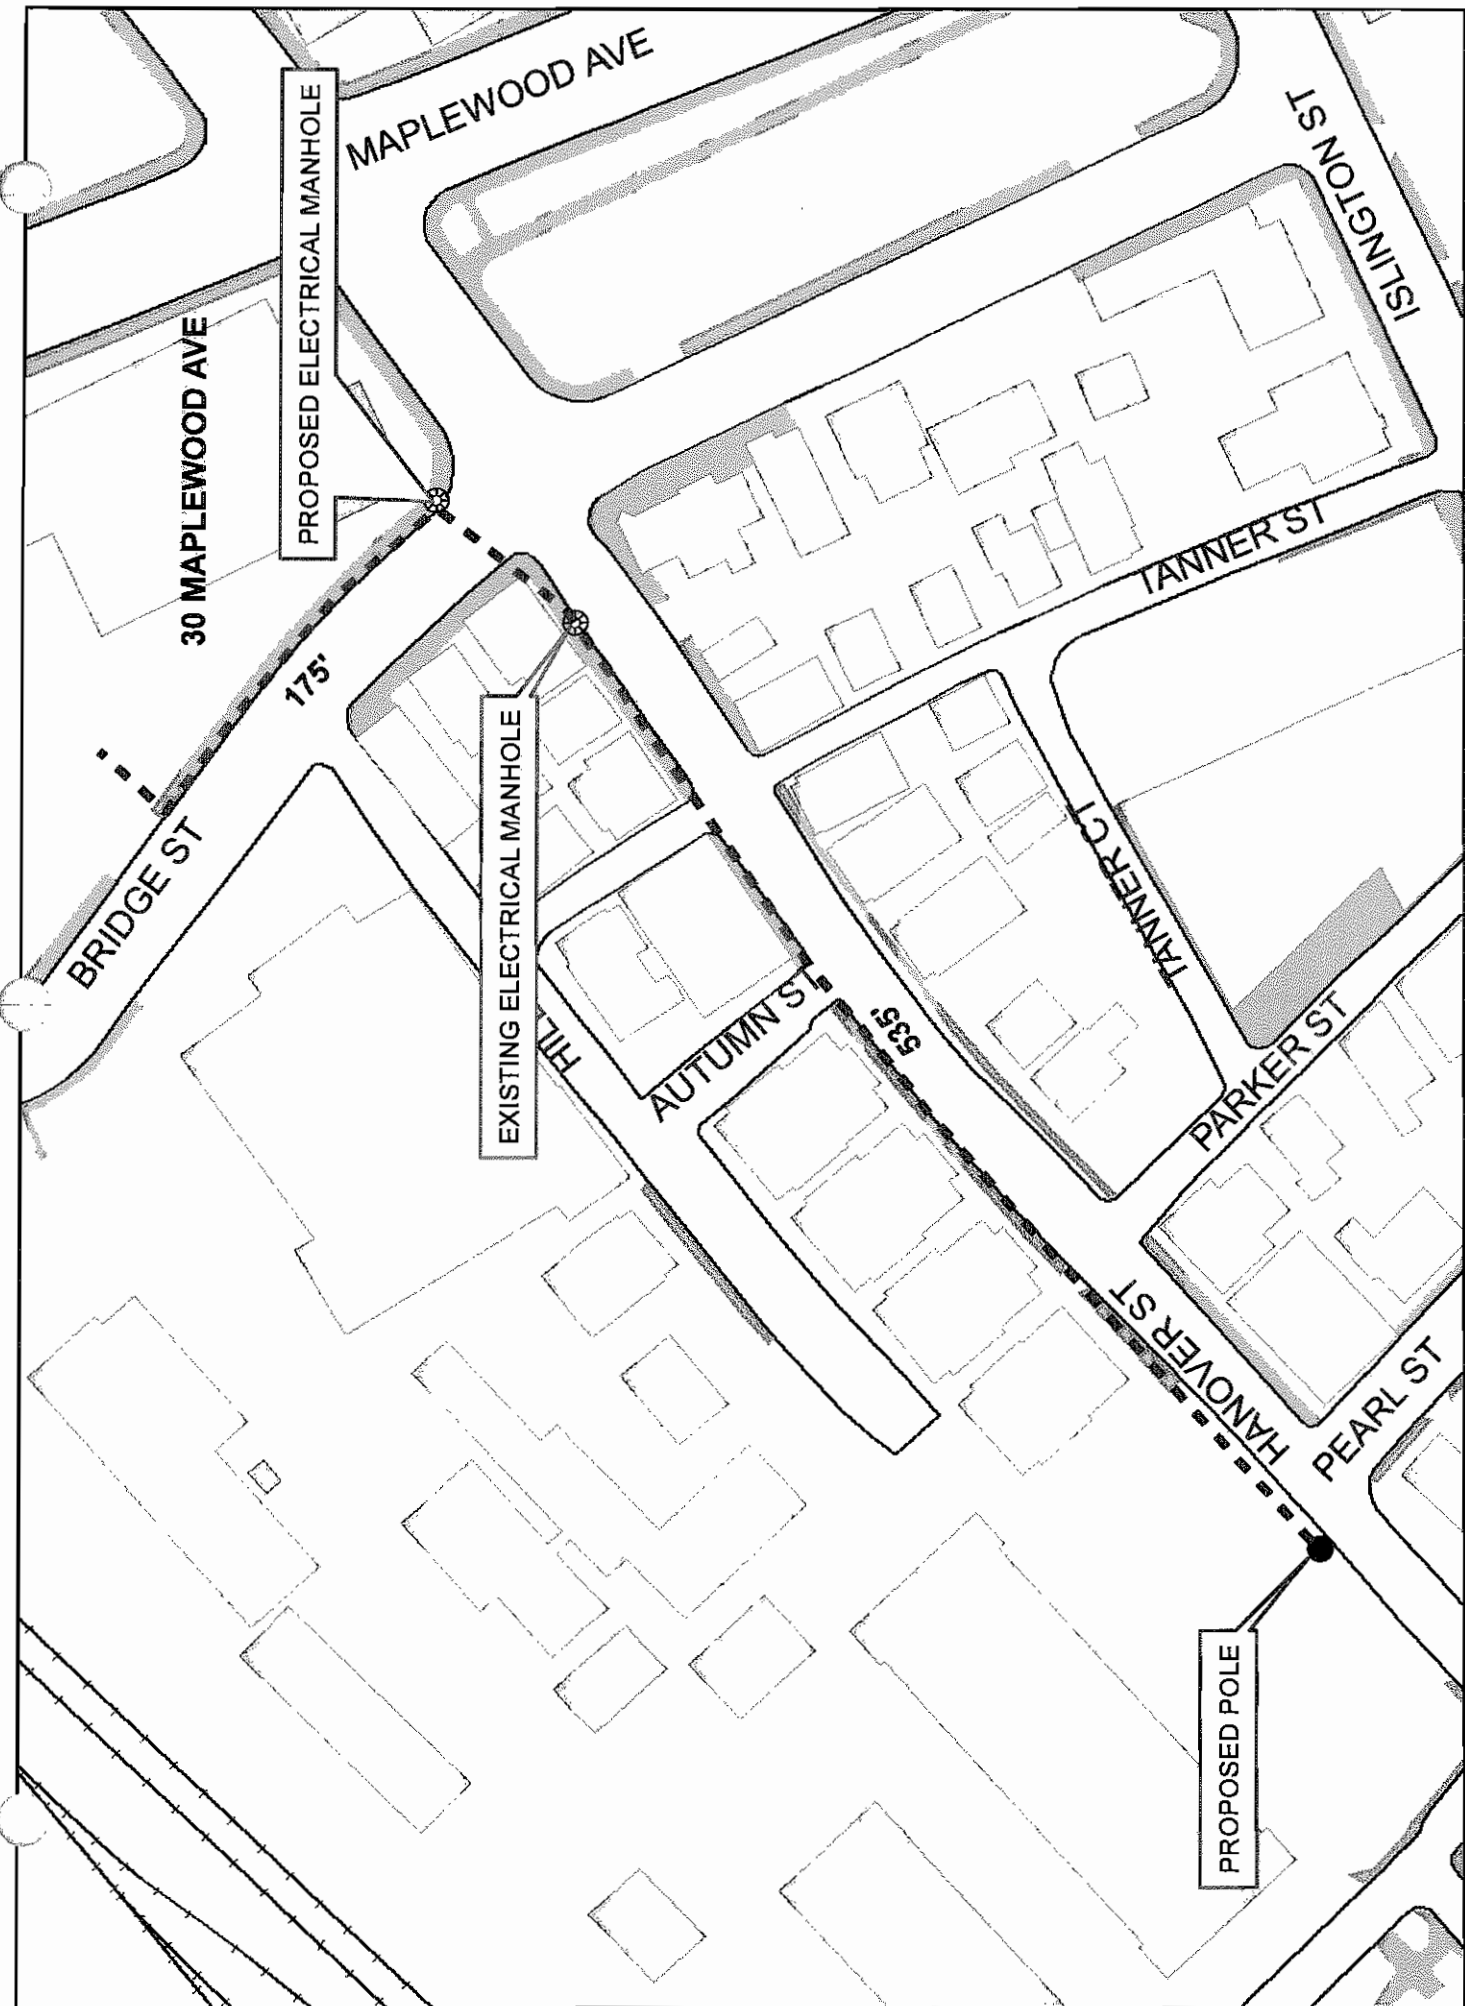 MAPLEWOOD AVE
ISLINGTON ST
PROPOSED ELECTRICAL MANHOLE
30 MAPLEWOOD AVE
175'
BRIDGE ST
EXISTING ELECTRICAL MANHOLE
TANNER ST
TANNER CT
HILL
AUTUMN ST
535'
PARKER ST
HANOVER ST
PEARL ST
PROPOSED POLE